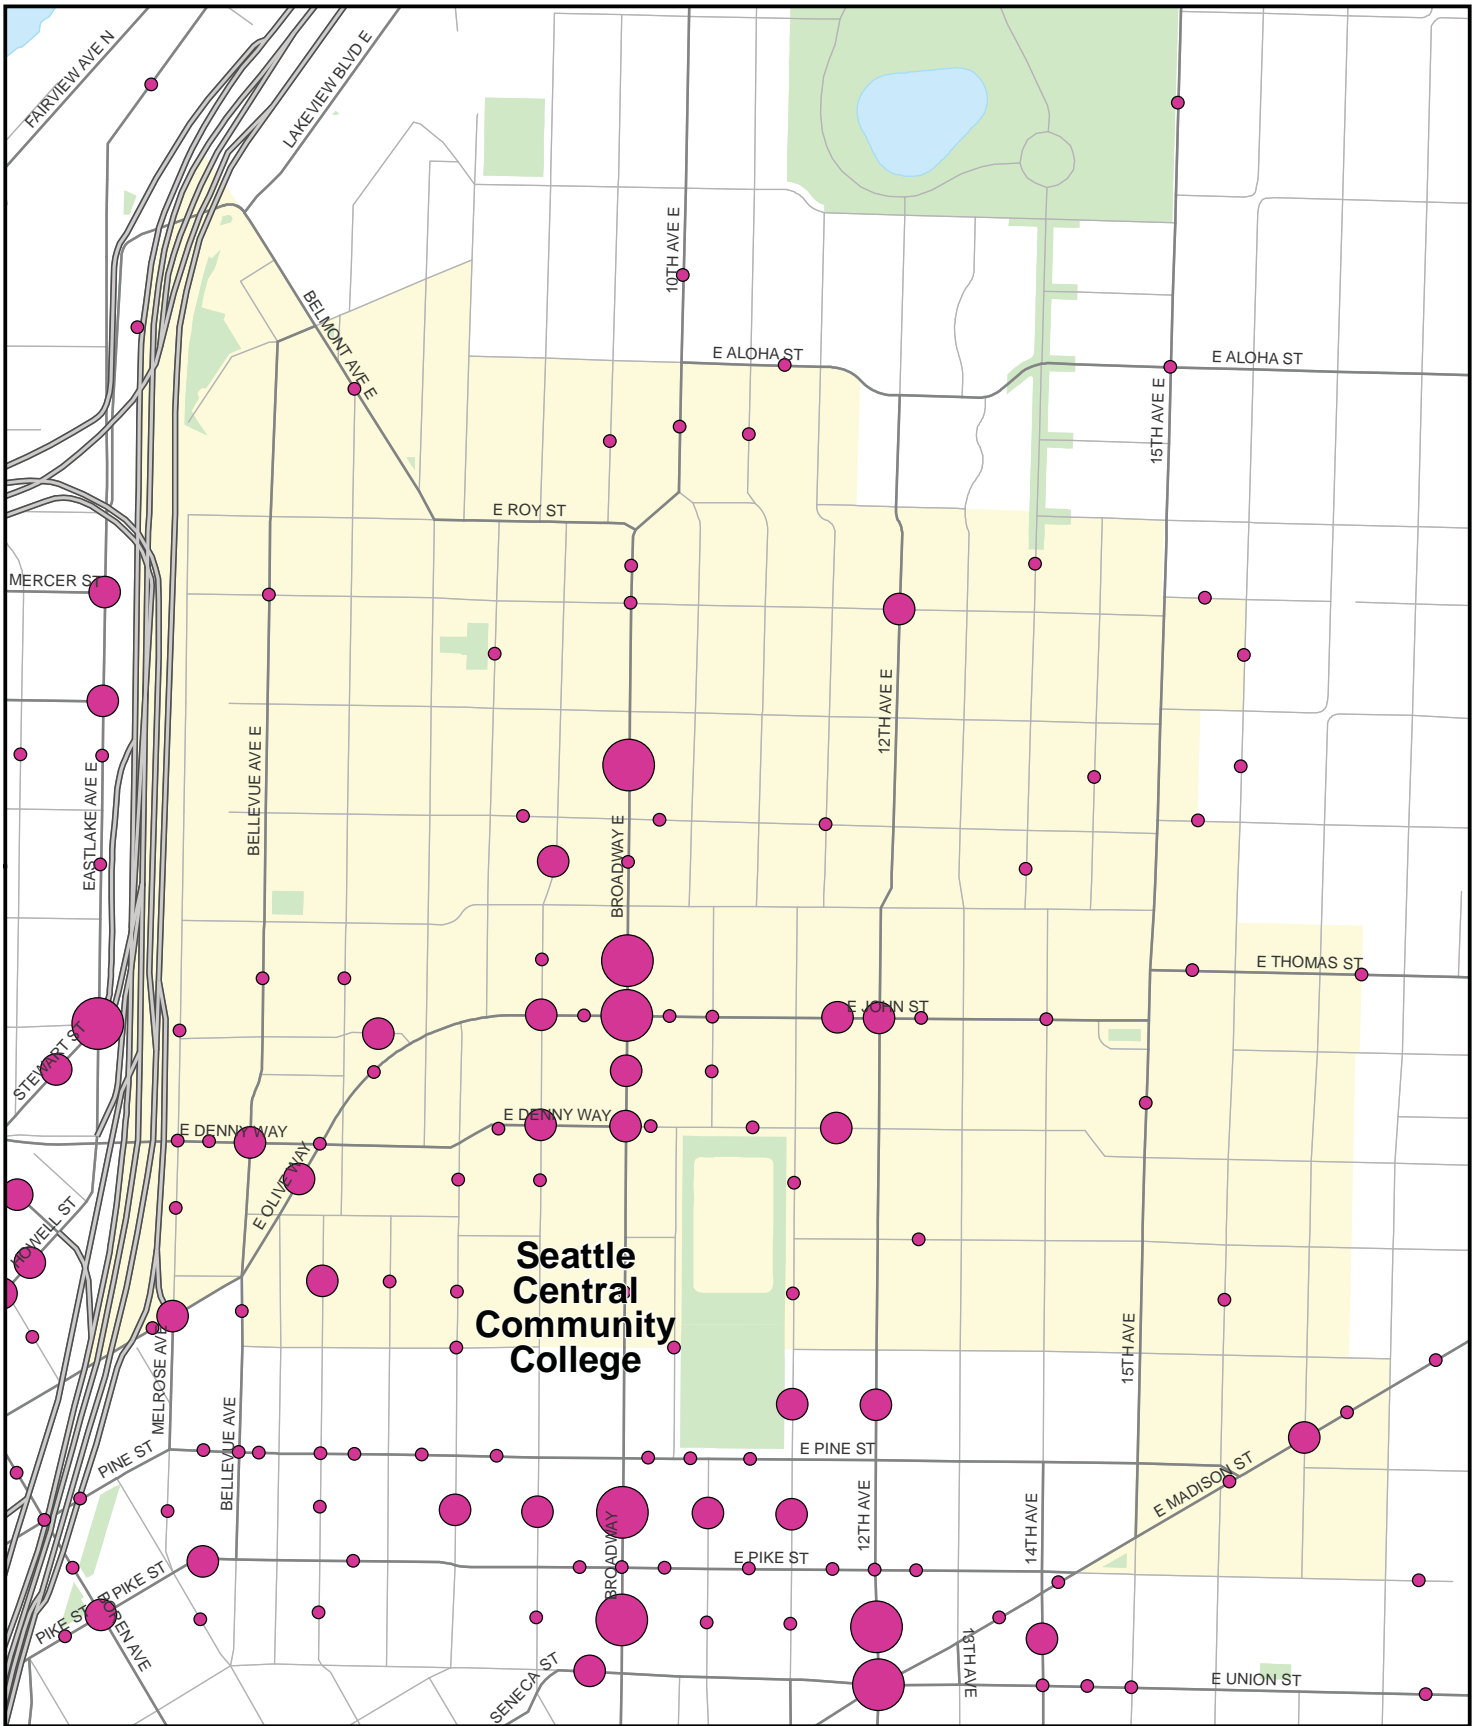 FAIRVIEW AVE N
LAKEVIEW BLVD E
10TH AVE E
BELMONT AVE E
E ALOHA ST
E ALOHA ST
15TH AVE E
E ROY ST
MERCER ST
12TH AVE E
BELLEVUE AVE E
EASTLAKE AVE E
BROADWAY E
E THOMAS ST
E JOHN ST
STEWART ST
E DENNY WAY
E DENNY WAY
E OLIVE WAY
HOWELL ST
Seattle
Central
Community
College
MELROSE AVE
15TH AVE
BELLEVUE AVE
PINE ST
E PINE ST
E MADISON ST
12TH AVE
14TH AVE
BROADWAY
E PIKE ST
E PIKE ST
PIKE ST
BOREN AVE
13TH AVE
SENECA ST
E UNION ST